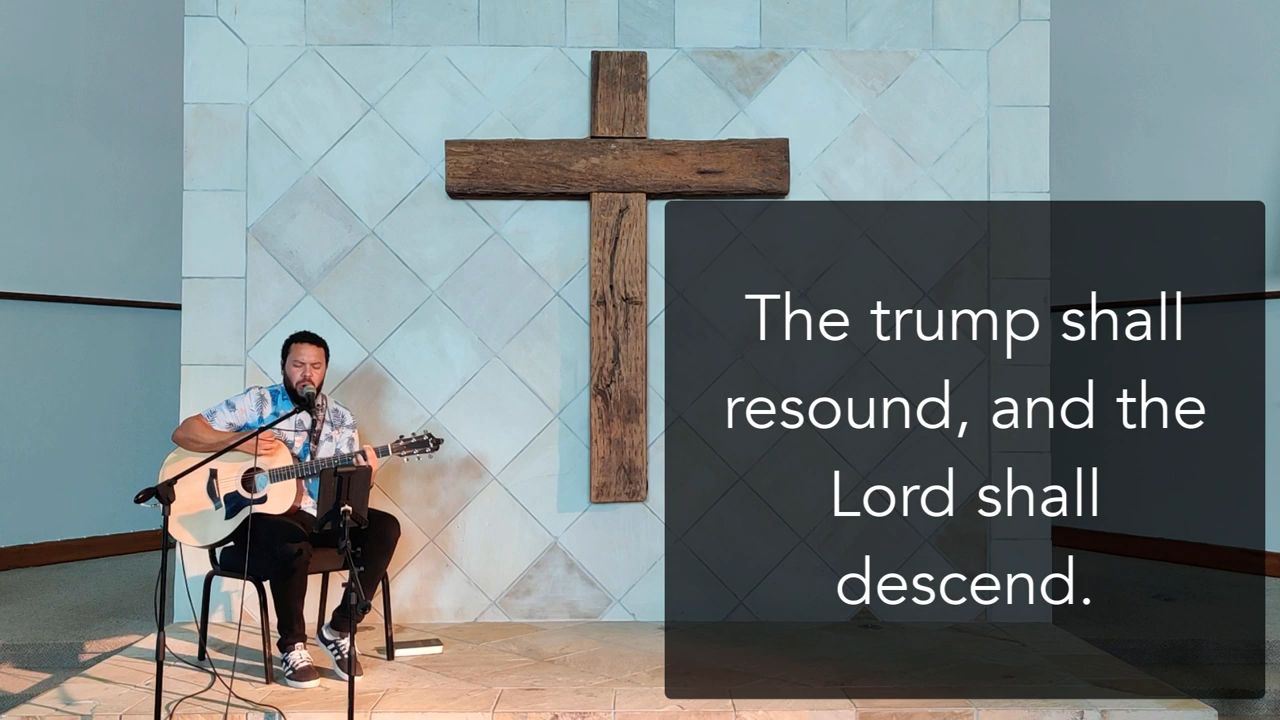 The trump shall
resound, and the
Lord shall
descend.